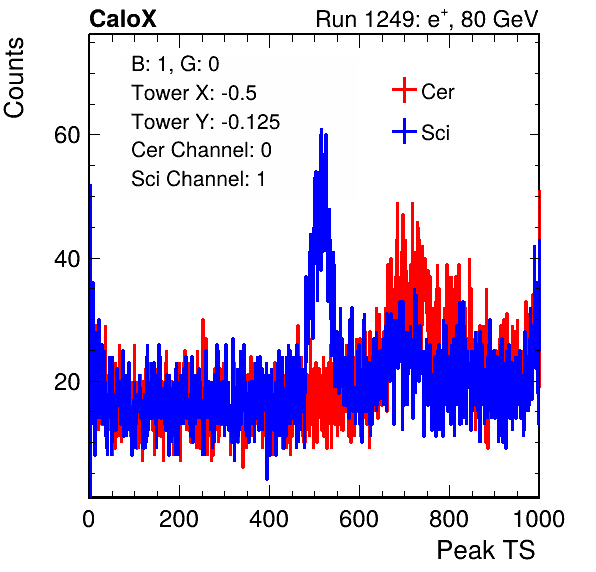 CaloX Run 1249: e⁺, 80 GeV
Counts
B: 1, G: 0
Tower X: -0.5
Tower Y: -0.125
Cer Channel: 0
Sci Channel: 1
Cer
Sci
60
40
20
0 200 400 600 800 1000
Peak TS